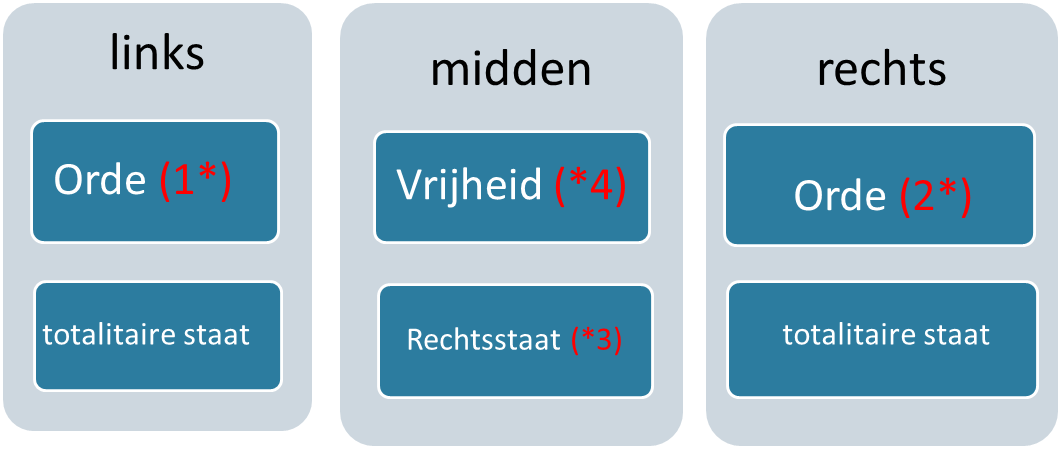 links
Orde (1*)
totalitaire staat
midden
Vrijheid (*4)
Rechtsstaat (*3)
rechts
Orde (2*)
totalitaire staat